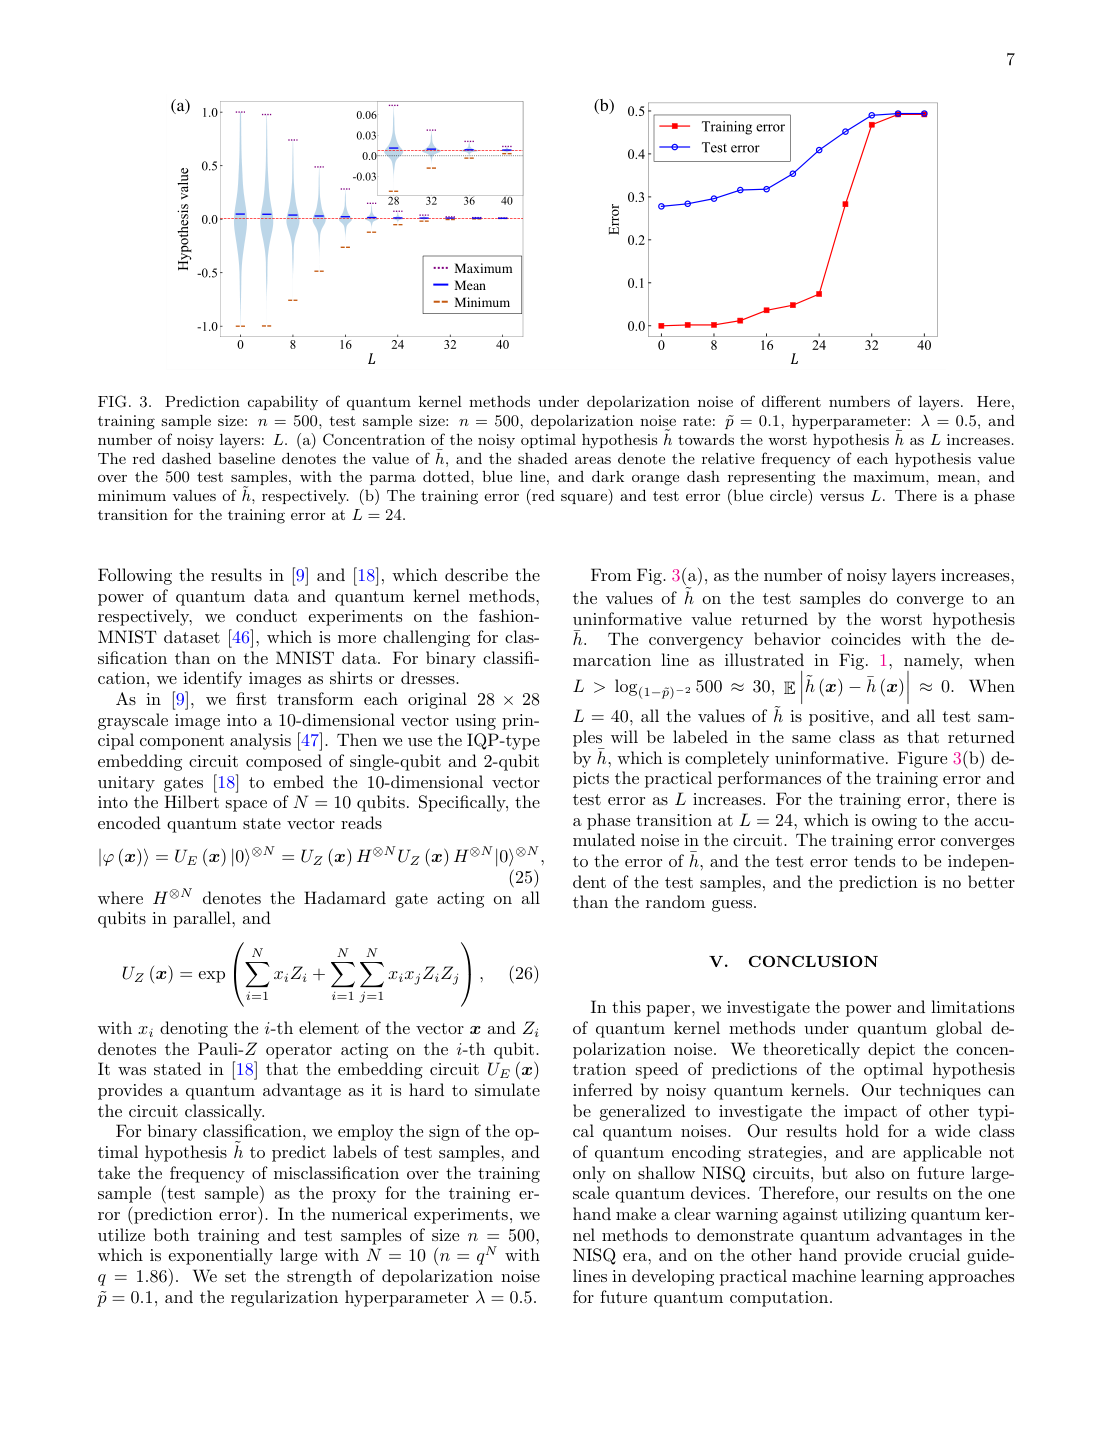 7
(a)
1.0
0.5
0.0
-0.5
-1.0
Hypothesis value
0 8 16 24 32 40
L
0.06
0.03
0.0
-0.03
28 32 36 40
Maximum
Mean
Minimum
(b)
0.5
0.4
0.3
0.2
0.1
0.0
Error
0 8 16 24 32 40
L
Training error
Test error
FIG. 3. Prediction capability of quantum kernel methods under depolarization noise of different numbers of layers. Here,
training sample size: n = 500, test sample size: n = 500, depolarization noise rate: p̃ = 0.1, hyperparameter: λ = 0.5, and
number of noisy layers: L. (a) Concentration of the noisy optimal hypothesis h̃ towards the worst hypothesis h̄ as L increases.
The red dashed baseline denotes the value of h̄, and the shaded areas denote the relative frequency of each hypothesis value
over the 500 test samples, with the parma dotted, blue line, and dark orange dash representing the maximum, mean, and
minimum values of h̃, respectively. (b) The training error (red square) and test error (blue circle) versus L. There is a phase
transition for the training error at L = 24.
Following the results in [9] and [18], which describe the
power of quantum data and quantum kernel methods,
respectively, we conduct experiments on the fashion-
MNIST dataset [46], which is more challenging for clas-
sification than on the MNIST data. For binary classifi-
cation, we identify images as shirts or dresses.
As in [9], we first transform each original 28 × 28
grayscale image into a 10-dimensional vector using prin-
cipal component analysis [47]. Then we use the IQP-type
embedding circuit composed of single-qubit and 2-qubit
unitary gates [18] to embed the 10-dimensional vector
into the Hilbert space of N = 10 qubits. Specifically, the
encoded quantum state vector reads
|φ (x)⟩ = U_E (x) |0⟩^{⊗N} = U_Z (x) H^{⊗N} U_Z (x) H^{⊗N} |0⟩^{⊗N},
(25)
where H^{⊗N} denotes the Hadamard gate acting on all
qubits in parallel, and
U_Z (x) = exp ( ∑_{i=1}^{N} x_i Z_i + ∑_{i=1}^{N} ∑_{j=1}^{N} x_i x_j Z_i Z_j ) , (26)
with x_i denoting the i-th element of the vector x and Z_i
denotes the Pauli-Z operator acting on the i-th qubit.
It was stated in [18] that the embedding circuit U_E (x)
provides a quantum advantage as it is hard to simulate
the circuit classically.
For binary classification, we employ the sign of the op-
timal hypothesis h̃ to predict labels of test samples, and
take the frequency of misclassification over the training
sample (test sample) as the proxy for the training er-
ror (prediction error). In the numerical experiments, we
utilize both training and test samples of size n = 500,
which is exponentially large with N = 10 (n = q^N with
q = 1.86). We set the strength of depolarization noise
p̃ = 0.1, and the regularization hyperparameter λ = 0.5.
From Fig. 3(a), as the number of noisy layers increases,
the values of h̃ on the test samples do converge to an
uninformative value returned by the worst hypothesis
h̄. The convergency behavior coincides with the de-
marcation line as illustrated in Fig. 1, namely, when
L > log_{(1−p̃)^{−2}} 500 ≈ 30, 𝔼 |h̃ (x) − h̄ (x)| ≈ 0. When
L = 40, all the values of h̃ is positive, and all test sam-
ples will be labeled in the same class as that returned
by h̄, which is completely uninformative. Figure 3(b) de-
picts the practical performances of the training error and
test error as L increases. For the training error, there is
a phase transition at L = 24, which is owing to the accu-
mulated noise in the circuit. The training error converges
to the error of h̄, and the test error tends to be indepen-
dent of the test samples, and the prediction is no better
than the random guess.
V. CONCLUSION
In this paper, we investigate the power and limitations
of quantum kernel methods under quantum global de-
polarization noise. We theoretically depict the concen-
tration speed of predictions of the optimal hypothesis
inferred by noisy quantum kernels. Our techniques can
be generalized to investigate the impact of other typi-
cal quantum noises. Our results hold for a wide class
of quantum encoding strategies, and are applicable not
only on shallow NISQ circuits, but also on future large-
scale quantum devices. Therefore, our results on the one
hand make a clear warning against utilizing quantum ker-
nel methods to demonstrate quantum advantages in the
NISQ era, and on the other hand provide crucial guide-
lines in developing practical machine learning approaches
for future quantum computation.